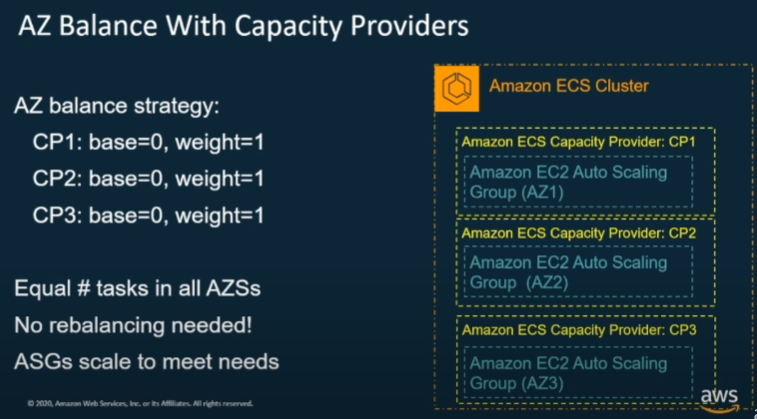 AZ Balance With Capacity Providers
AZ balance strategy:
CP1: base=0, weight=1
CP2: base=0, weight=1
CP3: base=0, weight=1
Equal # tasks in all AZSs
No rebalancing needed!
ASGs scale to meet needs
Amazon ECS Cluster
Amazon ECS Capacity Provider: CP1
Amazon EC2 Auto Scaling
Group (AZ1)
Amazon ECS Capacity Provider: CP2
Amazon EC2 Auto Scaling
Group (AZ2)
Amazon ECS Capacity Provider: CP3
Amazon EC2 Auto Scaling
Group (AZ3)
© 2020, Amazon Web Services, Inc. or its Affiliates. All rights reserved.
aws